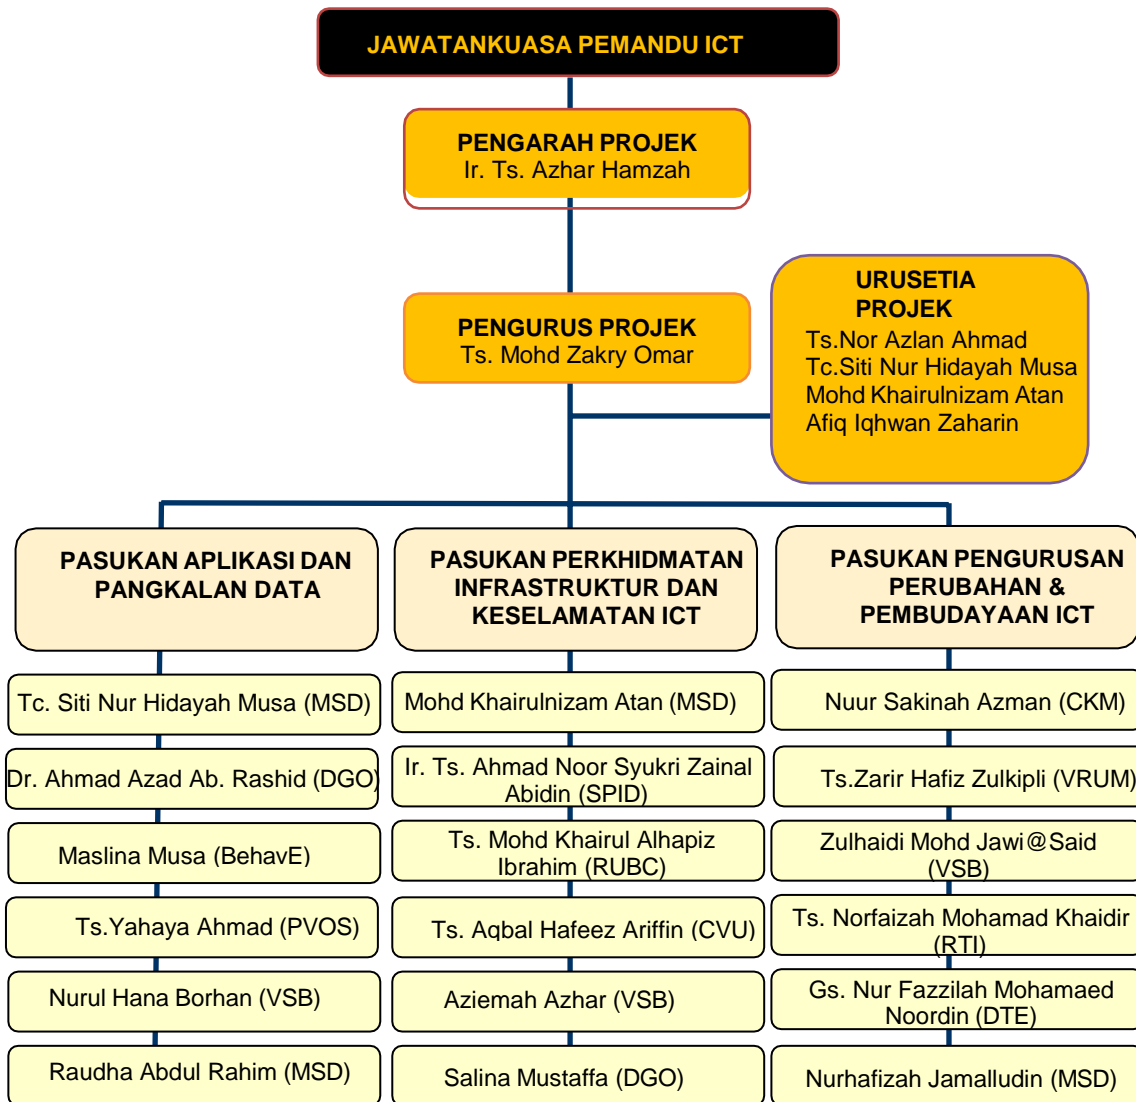 JAWATANKUASA PEMANDU ICT
PENGARAH PROJEK
Ir. Ts. Azhar Hamzah
PENGURUS PROJEK
Ts. Mohd Zakry Omar
URUSETIA
PROJEK
Ts.Nor Azlan Ahmad
Tc.Siti Nur Hidayah Musa
Mohd Khairulnizam Atan
Afiq Iqhwan Zaharin
PASUKAN APLIKASI DAN
PANGKALAN DATA
Tc. Siti Nur Hidayah Musa (MSD)
Dr. Ahmad Azad Ab. Rashid (DGO)
Maslina Musa (BehavE)
Ts.Yahaya Ahmad (PVOS)
Nurul Hana Borhan (VSB)
Raudha Abdul Rahim (MSD)
PASUKAN PERKHIDMATAN
INFRASTRUKTUR DAN
KESELAMATAN ICT
Mohd Khairulnizam Atan (MSD)
Ir. Ts. Ahmad Noor Syukri Zainal
Abidin (SPID)
Ts. Mohd Khairul Alhapiz
Ibrahim (RUBC)
Ts. Aqbal Hafeez Ariffin (CVU)
Aziemah Azhar (VSB)
Salina Mustaffa (DGO)
PASUKAN PENGURUSAN
PERUBAHAN &
PEMBUDAYAAN ICT
Nuur Sakinah Azman (CKM)
Ts.Zarir Hafiz Zulkipli (VRUM)
Zulhaidi Mohd Jawi@Said
(VSB)
Ts. Norfaizah Mohamad Khaidir
(RTI)
Gs. Nur Fazzilah Mohamaed
Noordin (DTE)
Nurhafizah Jamalludin (MSD)